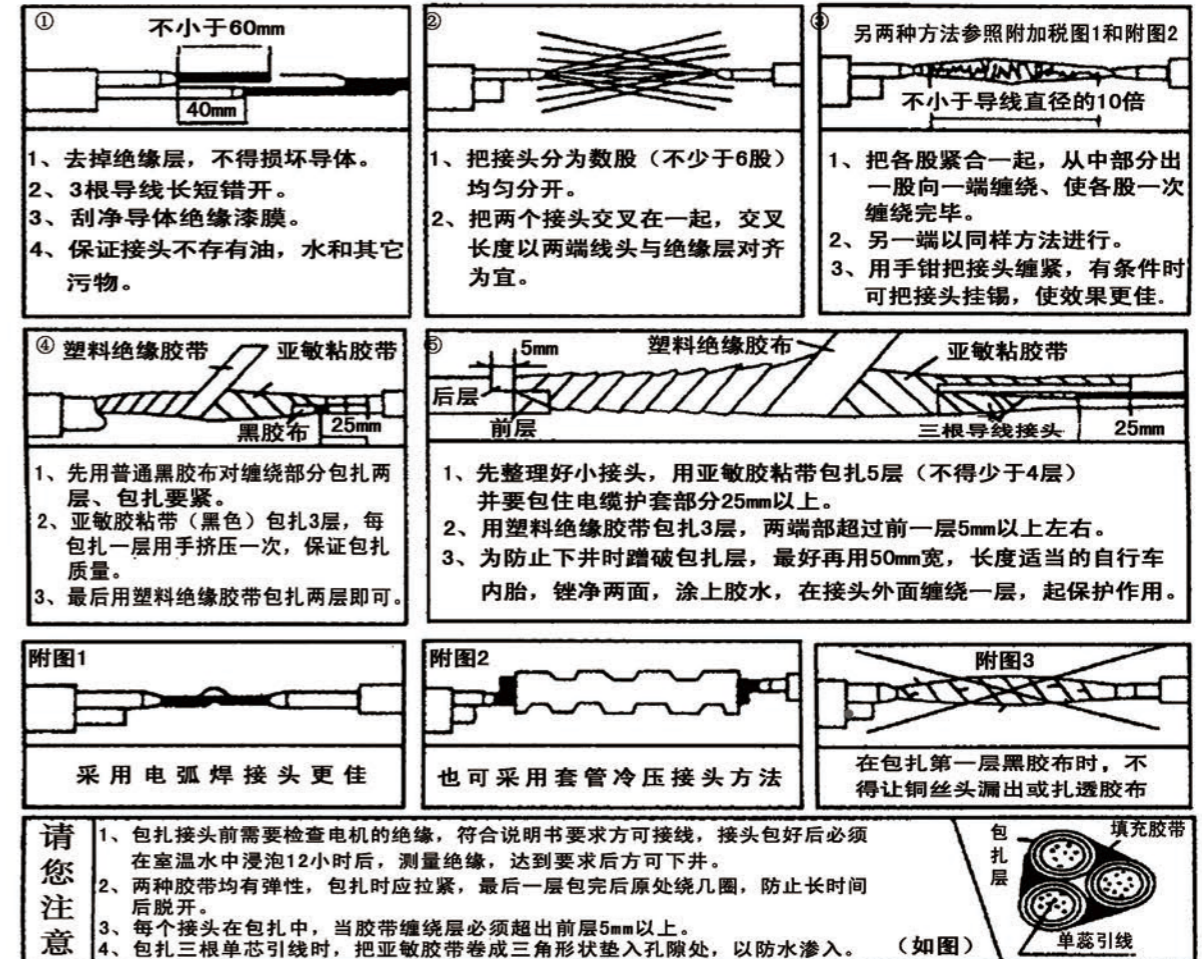 ①
不小于60mm
40mm
1、去掉绝缘层，不得损坏导体。
2、3根导线长短错开。
3、刮净导体绝缘漆膜。
4、保证接头不存有油，水和其它
污物。
②
1、把接头分为数股（不少于6股）
均匀分开。
2、把两个接头交叉在一起，交叉
长度以两端线头与绝缘层对齐
为宜。
③
另两种方法参照附加税图1和附图2
不小于导线直径的10倍
1、把各股紧合一起，从中部分出
一股向一端缠绕、使各股一次
缠绕完毕。
2、另一端以同样方法进行。
3、用手钳把接头缠紧，有条件时
可把接头挂锡，使效果更佳.
④ 塑料绝缘胶带 亚敏粘胶带
黑胶布 25mm
1、先用普通黑胶布对缠绕部分包扎两
层、包扎要紧。
2、亚敏胶粘带（黑色）包扎3层，每
包扎一层用手挤压一次，保证包扎
质量。
3、最后用塑料绝缘胶带包扎两层即可。
⑤ 5mm 塑料绝缘胶布 亚敏粘胶带
后层
前层 三根导线接头 25mm
1、先整理好小接头，用亚敏胶粘带包扎5层（不得少于4层）
并要包住电缆护套部分25mm以上。
2、用塑料绝缘胶带包扎3层，两端部超过前一层5mm以上左右。
3、为防止下井时蹭破包扎层，最好再用50mm宽，长度适当的自行车
内胎，锉净两面，涂上胶水，在接头外面缠绕一层，起保护作用。
附图1
采用电弧焊接头更佳
附图2
也可采用套管冷压接头方法
附图3
在包扎第一层黑胶布时，不
得让铜丝头漏出或扎透胶布
请您注意
1、包扎接头前需要检查电机的绝缘，符合说明书要求方可接线，接头包好后必须
在室温水中浸泡12小时后，测量绝缘，达到要求后方可下井。
2、两种胶带均有弹性，包扎时应拉紧，最后一层包完后原处绕几圈，防止长时间
后脱开。
3、每个接头在包扎中，当胶带缠绕层必须超出前层5mm以上。
4、包扎三根单芯引线时，把亚敏胶带卷成三角形状垫入孔隙处，以防水渗入。 （如图）
包扎层
填充胶带
单蕊引线